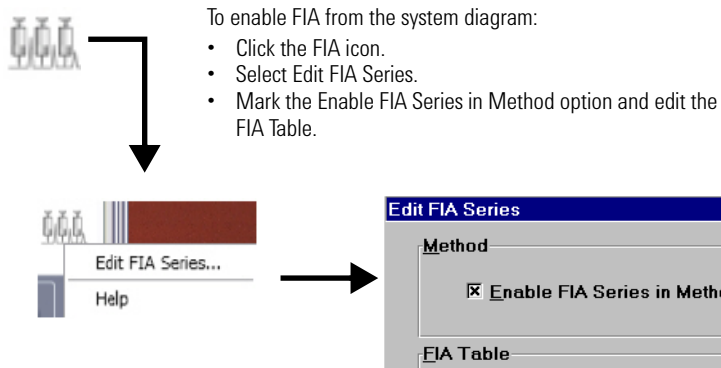 To enable FIA from the system diagram:
• Click the FIA icon.
• Select Edit FIA Series.
• Mark the Enable FIA Series in Method option and edit the
FIA Table.
Edit FIA Series...
Help
Edit FIA Series
Method
Enable FIA Series in Metho
FIA Table